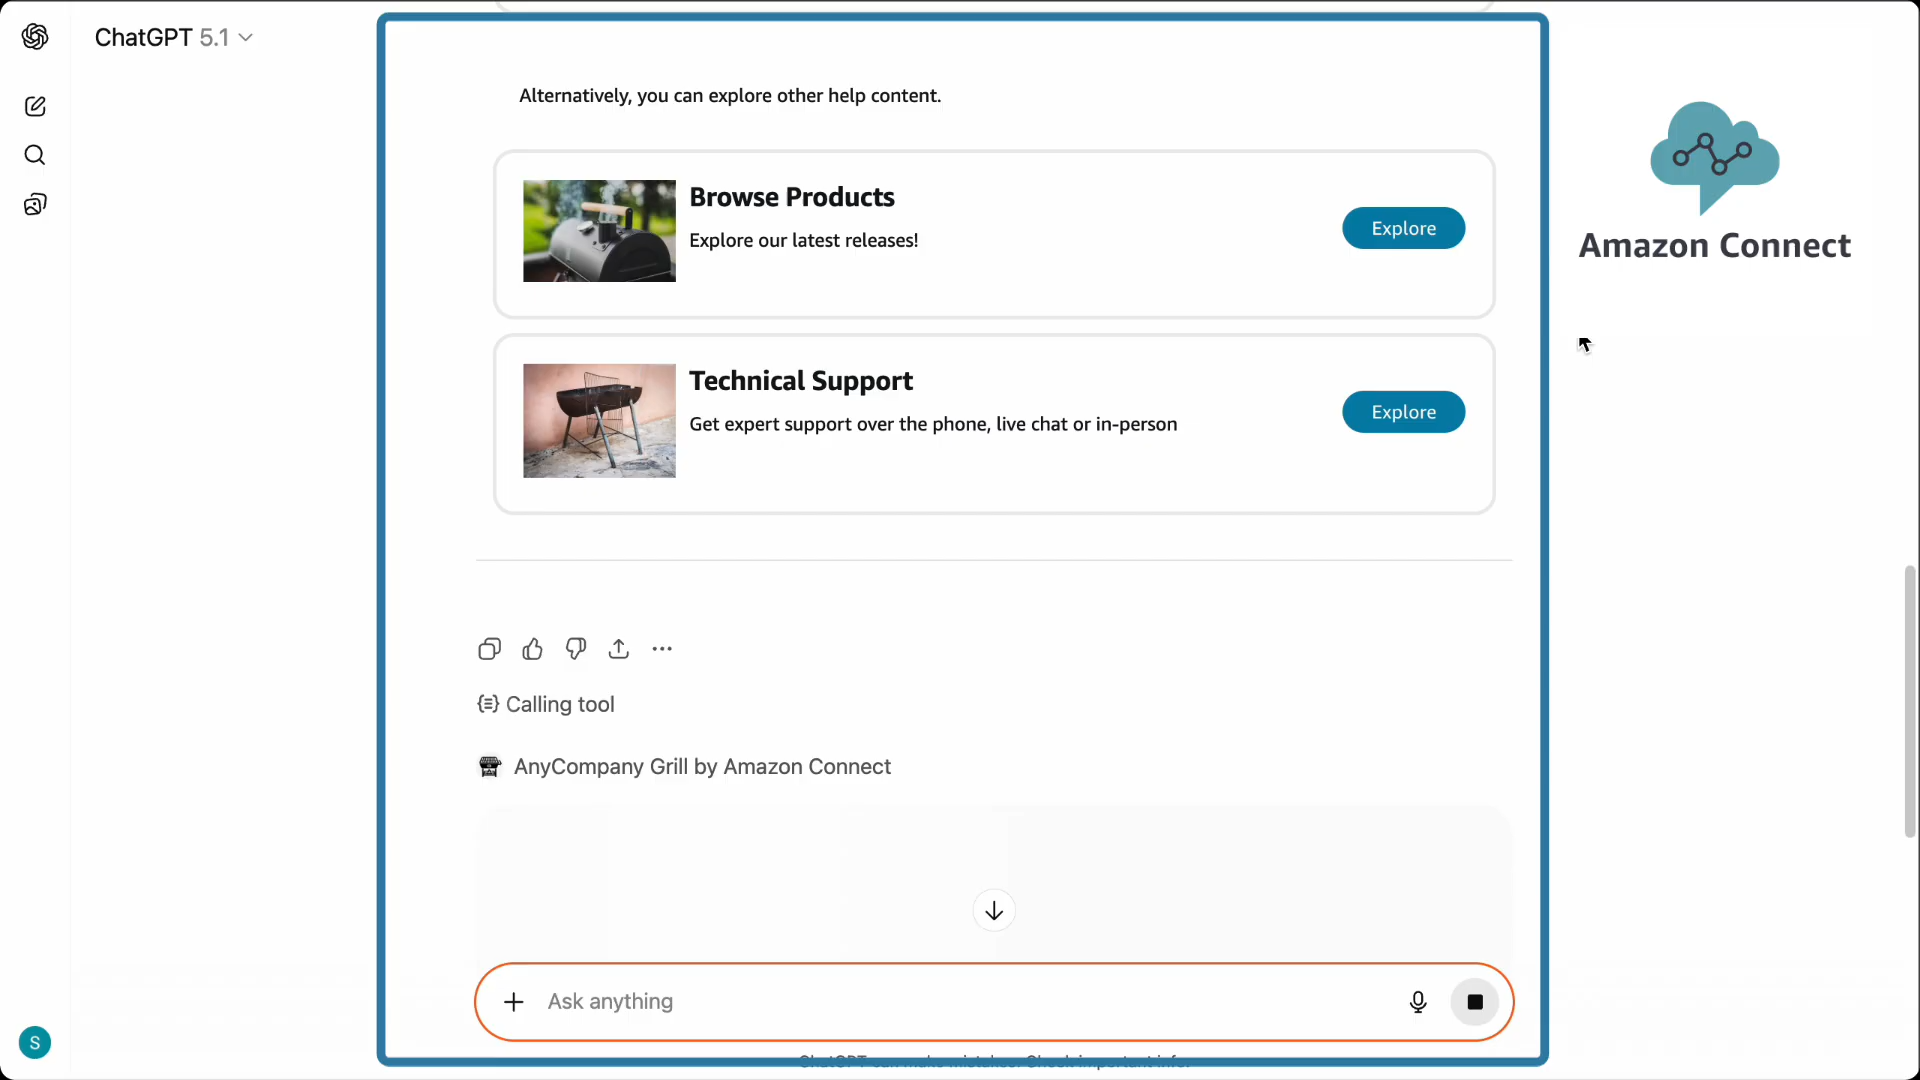 ChatGPT 5.1
Alternatively, you can explore other help content.
Browse Products
Explore our latest releases!
Explore
Technical Support
Get expert support over the phone, live chat or in-person
Explore
Calling tool
AnyCompany Grill by Amazon Connect
Ask anything
S
Amazon Connect